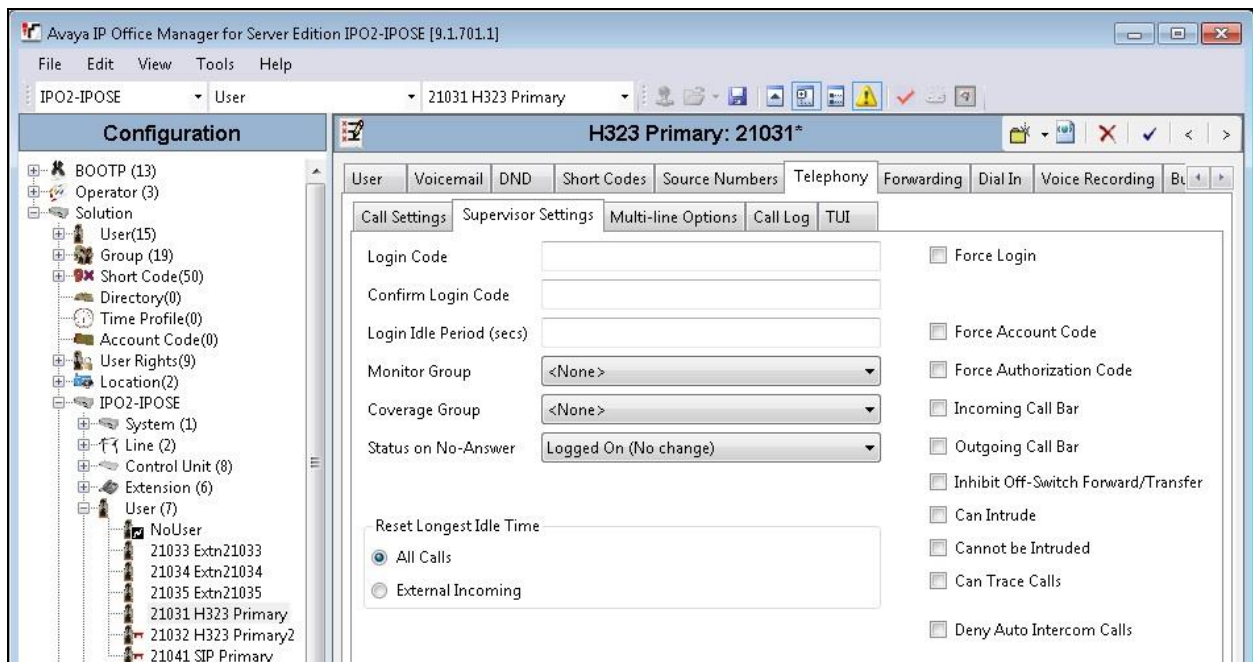 Avaya IP Office Manager for Server Edition IPO2-IPOSE [9.1.701.1]
File Edit View Tools Help
IPO2-IPOSE User 21031 H323 Primary
Configuration
BOOTP (13)
Operator (3)
Solution
User(15)
Group (19)
Short Code(50)
Directory(0)
Time Profile(0)
Account Code(0)
User Rights(9)
Location(2)
IPO2-IPOSE
System (1)
Line (2)
Control Unit (8)
Extension (6)
User (7)
NoUser
21033 Extn21033
21034 Extn21034
21035 Extn21035
21031 H323 Primary
21032 H323 Primary2
21041 SIP Primary
H323 Primary: 21031*
User Voicemail DND Short Codes Source Numbers Telephony Forwarding Dial In Voice Recording Bu
Call Settings Supervisor Settings Multi-line Options Call Log TUI
Login Code
Force Login
Confirm Login Code
Login Idle Period (secs)
Force Account Code
Monitor Group <None>
Force Authorization Code
Coverage Group <None>
Incoming Call Bar
Status on No-Answer Logged On (No change)
Outgoing Call Bar
Inhibit Off-Switch Forward/Transfer
Can Intrude
Reset Longest Idle Time
Cannot be Intruded
All Calls
Can Trace Calls
External Incoming
Deny Auto Intercom Calls